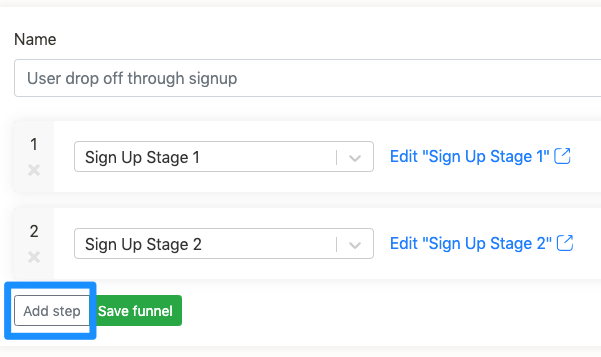 Name
User drop off through signup
1
Sign Up Stage 1
Edit "Sign Up Stage 1"
2
Sign Up Stage 2
Edit "Sign Up Stage 2"
Add step
Save funnel